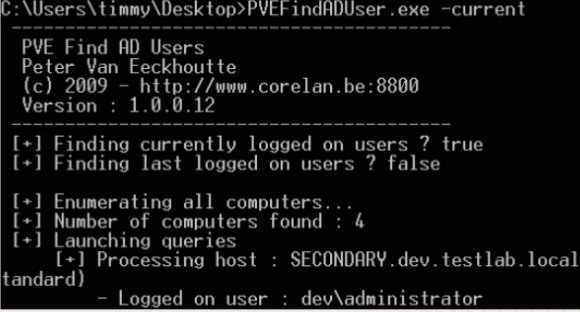 C:\Users\timmy\Desktop>PVEFindADUser.exe -current
-----------------------------------------
PVE Find AD Users
Peter Van Eeckhoutte
(c) 2009 - http://www.corelan.be:8800
Version : 1.0.0.12
-----------------------------------------
[+] Finding currently logged on users ? true
[+] Finding last logged on users ? false
[+] Enumerating all computers...
[+] Number of computers found : 4
[+] Launching queries
[+] Processing host : SECONDARY.dev.testlab.local
tandard)
- Logged on user : dev\administrator